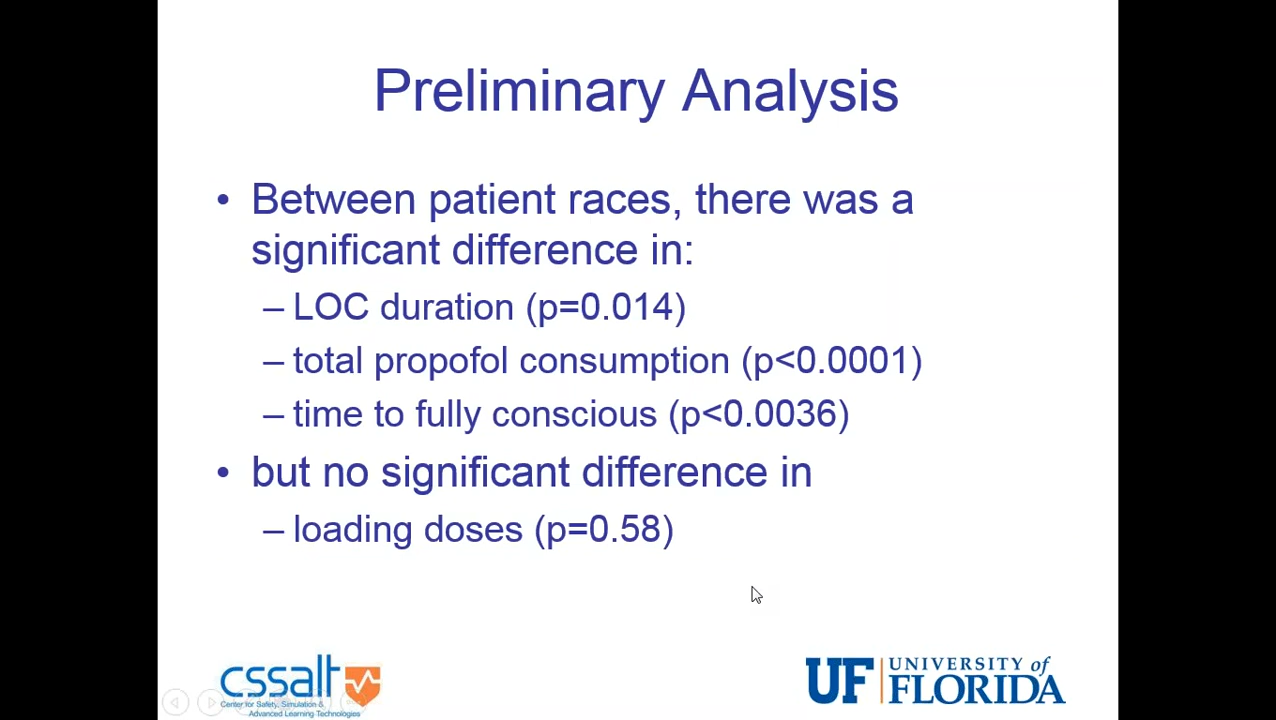 Preliminary Analysis
• Between patient races, there was a
significant difference in:
– LOC duration (p=0.014)
– total propofol consumption (p<0.0001)
– time to fully conscious (p<0.0036)
• but no significant difference in
– loading doses (p=0.58)
cssalt
Center for Safety, Simulation &
Advanced Learning Technologies
UF UNIVERSITY of
FLORIDA